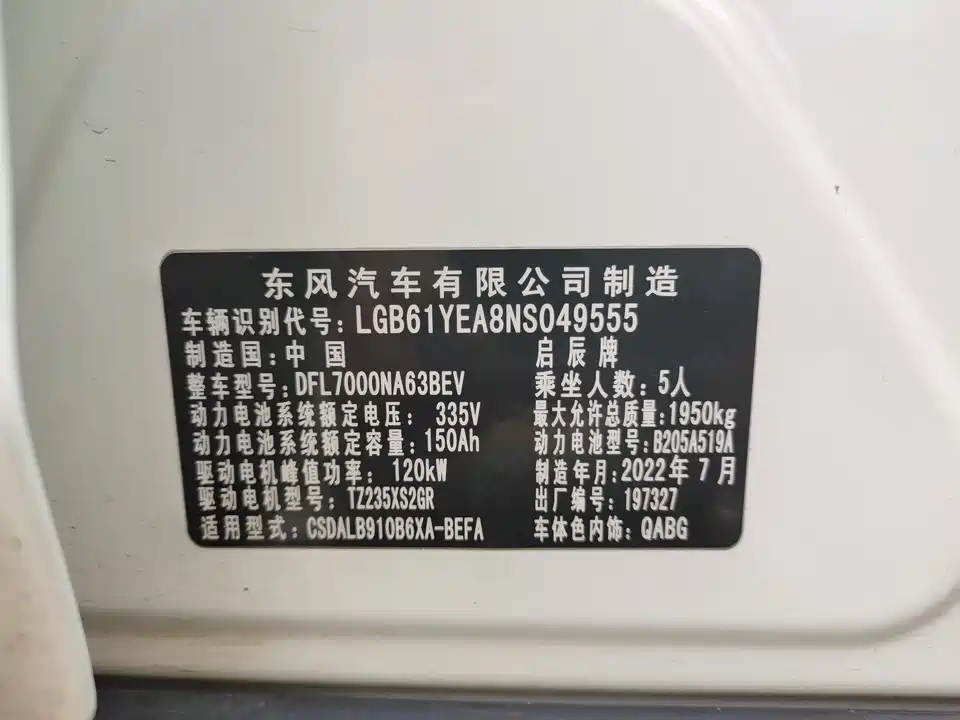 东风汽车有限公司制造
车辆识别代号: LGB61YEA8NS049555
制造国: 中 国 启辰牌
整车型号: DFL7000NA63BEV 乘坐人数: 5人
动力电池系统额定电压: 335V 最大允许总质量: 1950kg
动力电池系统额定容量: 150Ah 动力电池型号: B205A519A
驱动电机峰值功率: 120kW 制造年月: 2022年7月
驱动电机型号: TZ235XS2GR 出厂编号: 197327
适用型式: CSDALB910B6XA-BEFA 车体色内饰: QABG